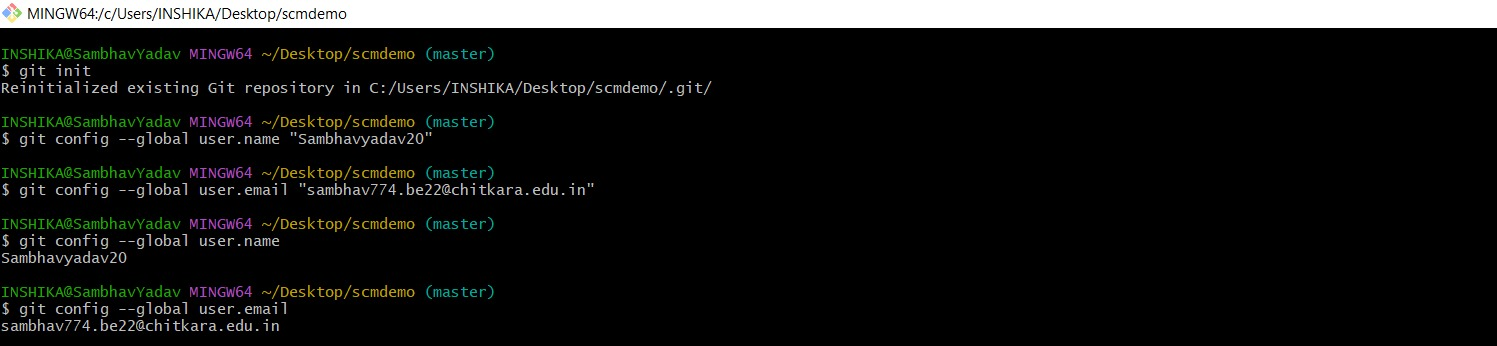 MINGW64:/c/Users/INSHIKA/Desktop/scmdemo
INSHIKA@SambhavYadav MINGW64 ~/Desktop/scmdemo (master)
$ git init
Reinitialized existing Git repository in C:/Users/INSHIKA/Desktop/scmdemo/.git/
INSHIKA@SambhavYadav MINGW64 ~/Desktop/scmdemo (master)
$ git config --global user.name "Sambhavyadav20"
INSHIKA@SambhavYadav MINGW64 ~/Desktop/scmdemo (master)
$ git config --global user.email "sambhav774.be22@chitkara.edu.in"
INSHIKA@SambhavYadav MINGW64 ~/Desktop/scmdemo (master)
$ git config --global user.name
Sambhavyadav20
INSHIKA@SambhavYadav MINGW64 ~/Desktop/scmdemo (master)
$ git config --global user.email
sambhav774.be22@chitkara.edu.in